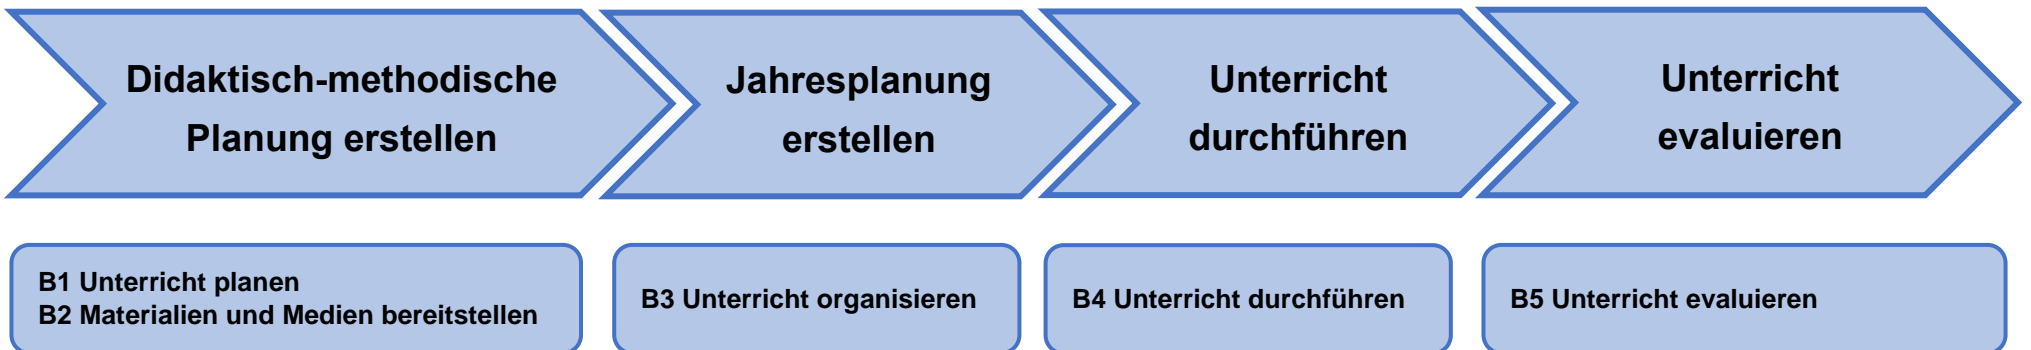 Didaktisch-methodische
Planung erstellen
Jahresplanung
erstellen
Unterricht
durchführen
Unterricht
evaluieren
B1 Unterricht planen
B2 Materialien und Medien bereitstellen
B3 Unterricht organisieren
B4 Unterricht durchführen
B5 Unterricht evaluieren